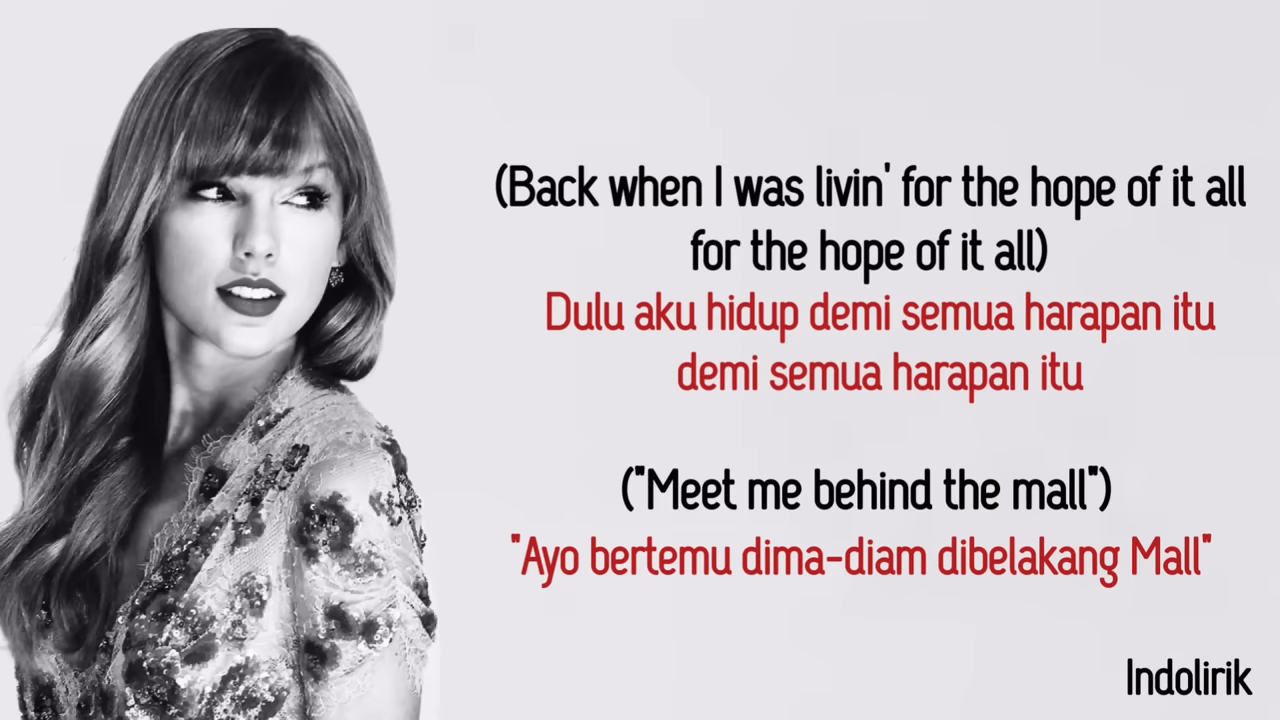 (Back when I was livin' for the hope of it all
for the hope of it all)
Dulu aku hidup demi semua harapan itu
demi semua harapan itu
("Meet me behind the mall")
"Ayo bertemu dima-diam dibelakang Mall"
Indolirik